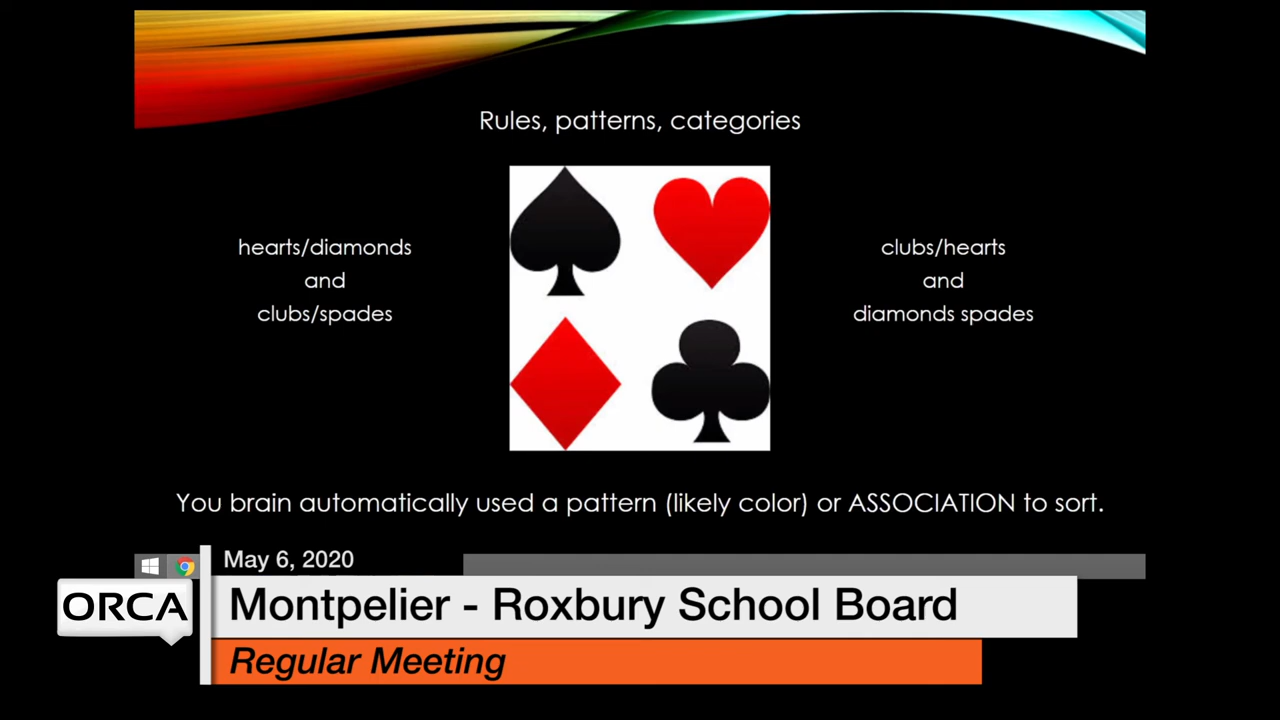 Rules, patterns, categories
hearts/diamonds
and
clubs/spades
clubs/hearts
and
diamonds spades
You brain automatically used a pattern (likely color) or ASSOCIATION to sort.
May 6, 2020
ORCA
Montpelier - Roxbury School Board
Regular Meeting